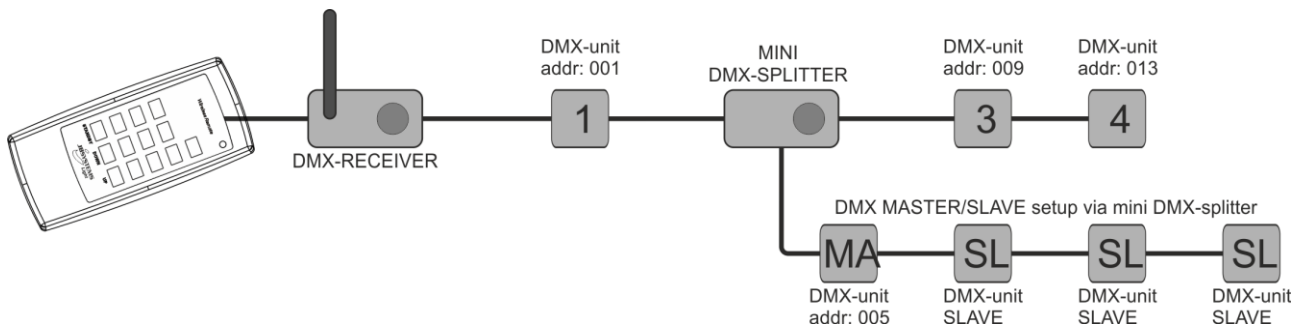 DMX-unit
addr: 001
MINI
DMX-SPLITTER
DMX-unit
addr: 009
DMX-unit
addr: 013
1
3
4
DMX-RECEIVER
DMX MASTER/SLAVE setup via mini DMX-splitter
MA
SL
SL
SL
DMX-unit
addr: 005
DMX-unit
SLAVE
DMX-unit
SLAVE
DMX-unit
SLAVE
Wireless Remote